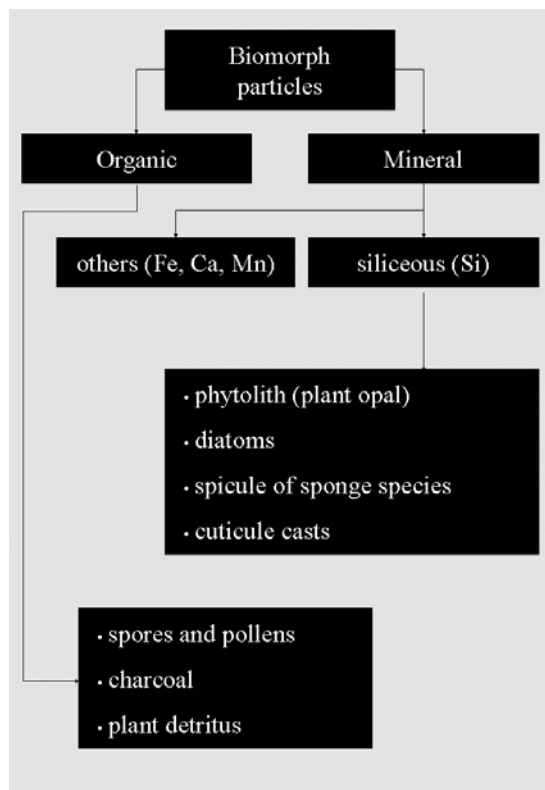 Biomorph
particles
Organic
Mineral
others (Fe, Ca, Mn)
siliceous (Si)
· phytolith (plant opal)
· diatoms
· spicule of sponge species
· cuticule casts
· spores and pollens
· charcoal
· plant detritus